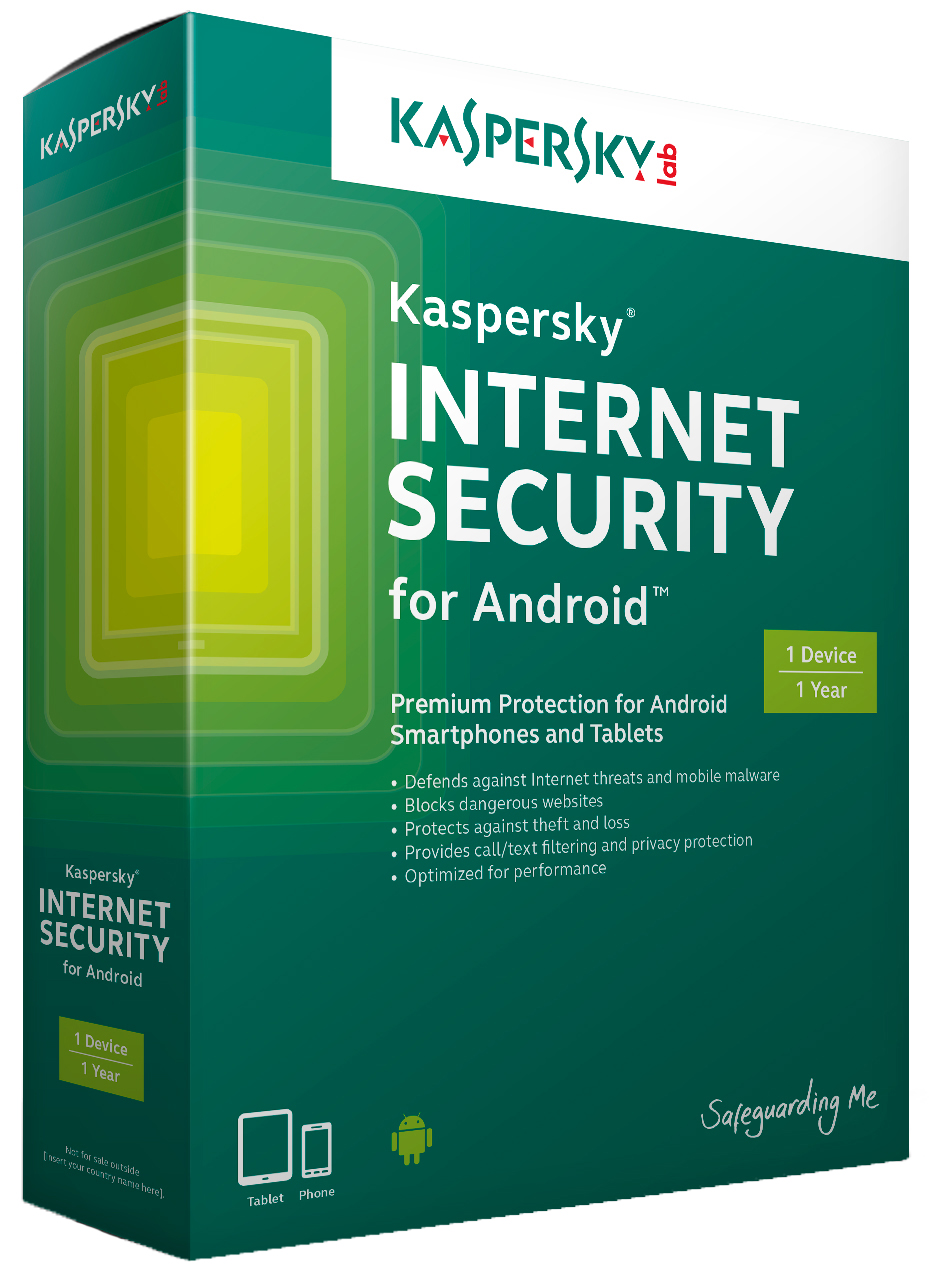 KASPERSKY lab
Kaspersky®
INTERNET
SECURITY
for Android™
1 Device
1 Year
Premium Protection for Android
Smartphones and Tablets
• Defends against Internet threats and mobile malware
• Blocks dangerous websites
• Protects against theft and loss
• Provides call/text filtering and privacy protection
• Optimized for performance
Safeguarding Me
Tablet
Phone
KASPERSKY lab
Kaspersky®
INTERNET
SECURITY
for Android
1 Device
1 Year
Not for sale outside
[insert your country name here].